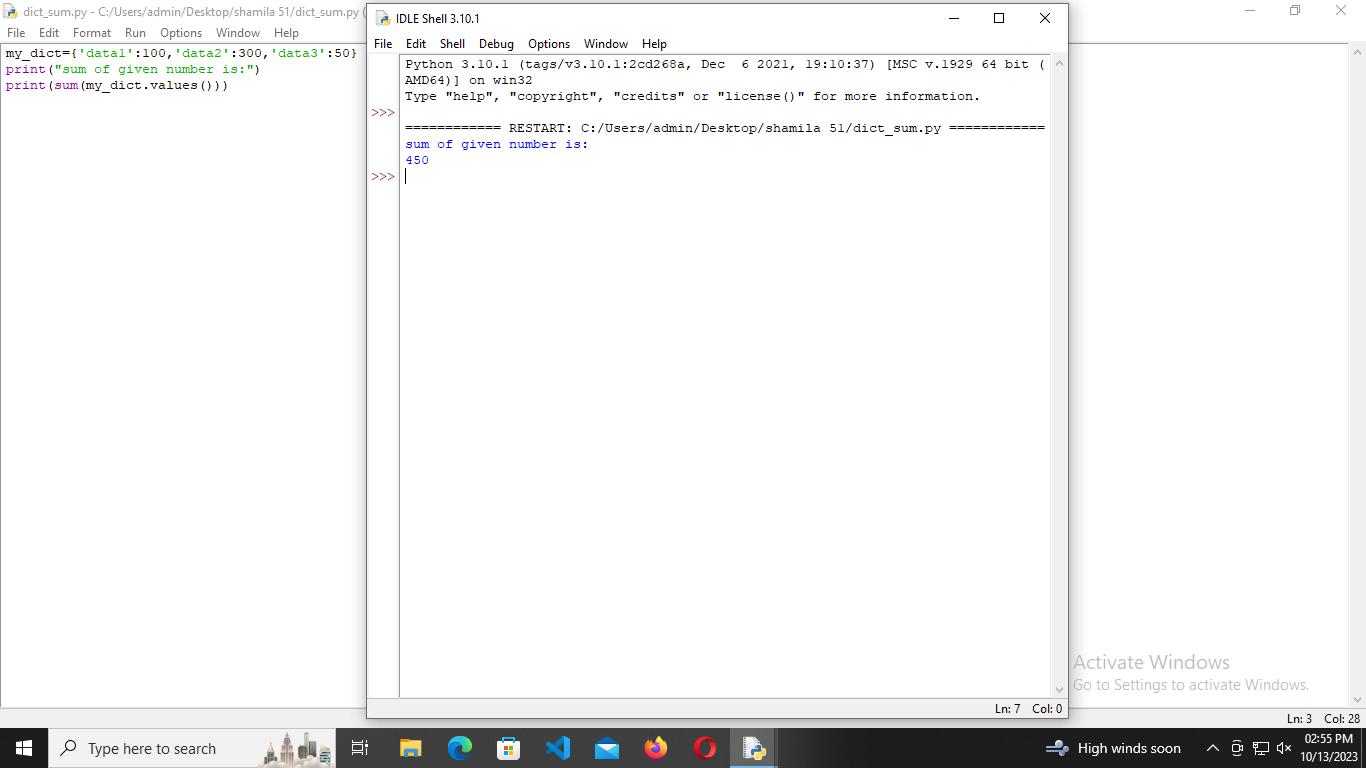 dict_sum.py - C:/Users/admin/Desktop/shamila 51/dict_sum.py (
File Edit Format Run Options Window Help
my_dict={'data1':100,'data2':300,'data3':50}
print("sum of given number is:")
print(sum(my_dict.values()))
IDLE Shell 3.10.1
File Edit Shell Debug Options Window Help
Python 3.10.1 (tags/v3.10.1:2cd268a, Dec  6 2021, 19:10:37) [MSC v.1929 64 bit (
AMD64)] on win32
Type "help", "copyright", "credits" or "license()" for more information.
>>>
============ RESTART: C:/Users/admin/Desktop/shamila 51/dict_sum.py ============
sum of given number is:
450
>>>
Ln: 7 Col: 0
Activate Windows
Go to Settings to activate Windows.
Ln: 3 Col: 28
Type here to search
High winds soon
02:55 PM
10/13/2023